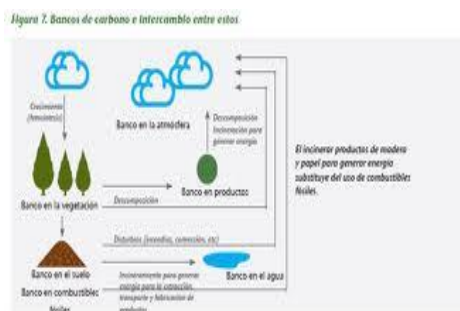 Figura 7. Bancos de carbono e intercambio entre estos
Crecimiento
(fotosíntesis)
Banco en la atmósfera
Descomposición
Incineración para
generar energía
El incinerar productos de madera
y papel para generar energía
substituye del uso de combustibles
fósiles.
Banco en productos
Banco en la vegetación
Descomposición
Disturbios (incendios, etc)
Banco en el suelo
Banco en el agua
Banco en combustibles
fósiles
Incineramiento para generar
energía para la extracción,
transporte y fabricación de
productos